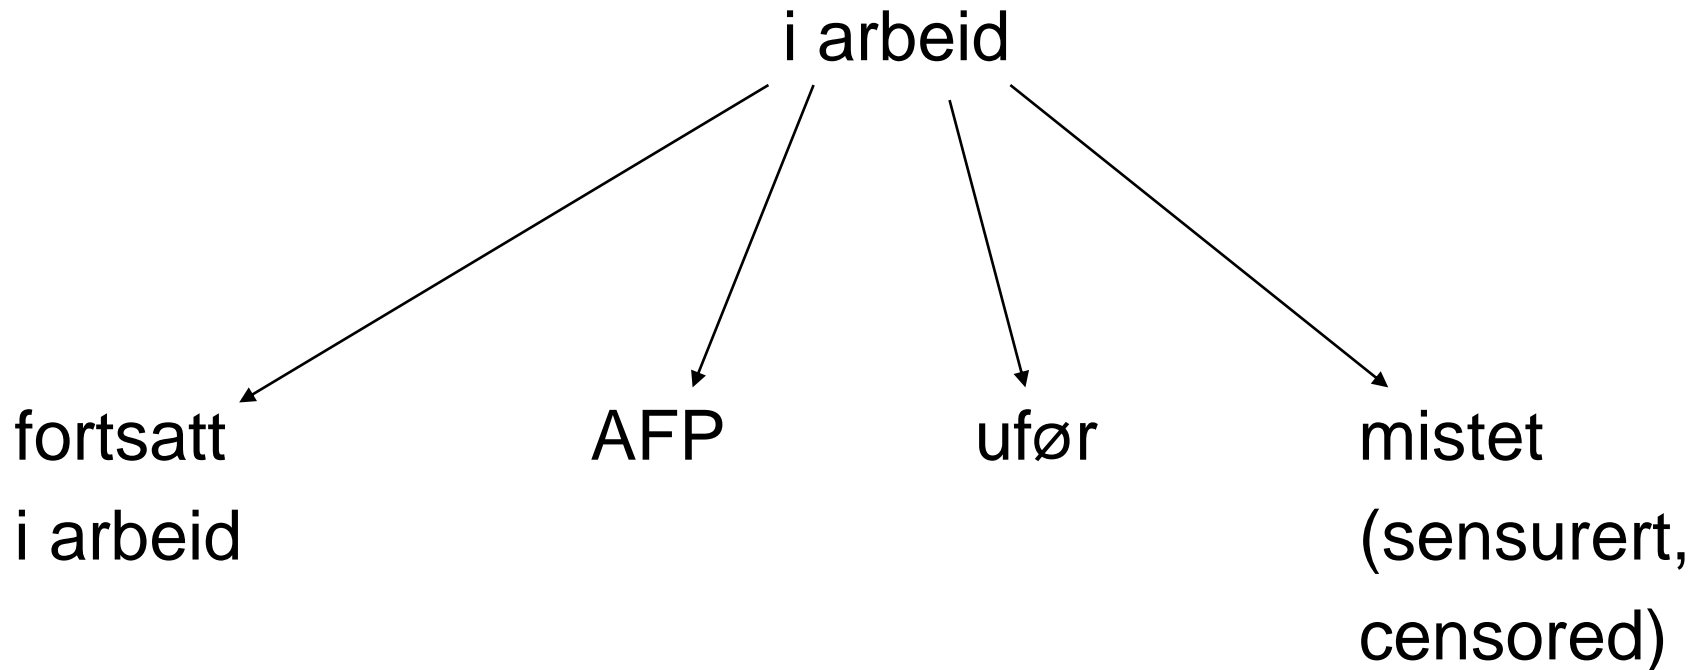 i arbeid
fortsatt
i arbeid
AFP
ufør
mistet
(sensurert,
censored)